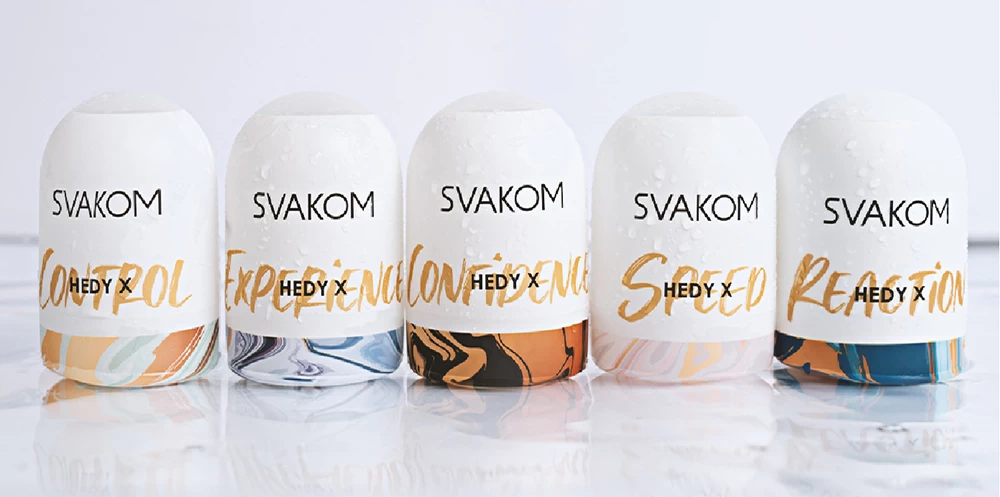 SVAKOM
CONTROL
HEDY X
SVAKOM
EXPERIENCE
HEDY X
SVAKOM
CONFIDENCE
HEDY X
SVAKOM
SPEED
HEDY X
SVAKOM
REACTION
HEDY X